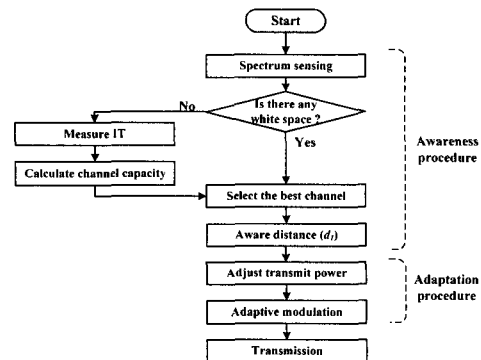 Start
Spectrum sensing
Is there any
white space ?
No
Yes
Measure IT
Calculate channel capacity
Select the best channel
Aware distance (d₁)
Adjust transmit power
Adaptive modulation
Transmission
Awareness
procedure
Adaptation
procedure